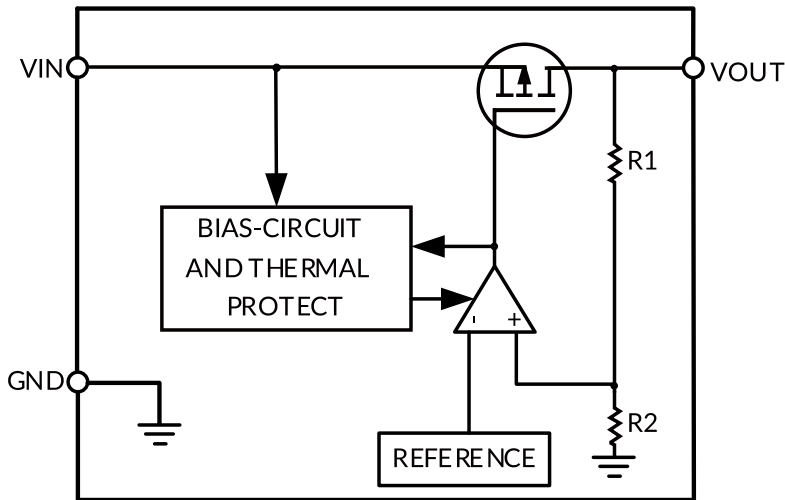 VIN
VOUT
R1
BIAS-CIRCUIT
AND THERMAL
PROTECT
- +
GND
R2
REFERENCE